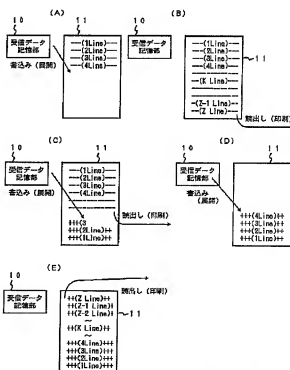 (A)
10
11
受信データ
記憶部
書込み(展開)
—(1Line)—
—(2Line)—
—(3Line)—
—(4Line)—
(B)
10
受信データ
記憶部
—(1Line)—
—(2Line)—
—(3Line)—
—(4Line)—
—(K Line)—
—(Z-1 Line)—
—(Z Line)—
11
読出し(印刷)
(C)
10
11
受信データ
記憶部
書込み(展開)
—(1Line)—
—(2Line)—
—(3Line)—
—(4Line)—
+++(3
+++(2Line)++
+++(1Line)++
読出し(印刷)
(D)
10
11
受信データ
記憶部
書込み
(展開)
+++(4Line)++
+++(3Line)++
+++(2Line)++
+++(1Line)++
(E)
10
受信データ
記憶部
読出し(印刷)
++(Z Line)++
++(Z-1 Line)+
++(Z-2 Line)+
~
++(K Line)++
~
+++(4Line)+++
+++(3Line)+++
+++(2Line)+++
+++(1Line)+++
11